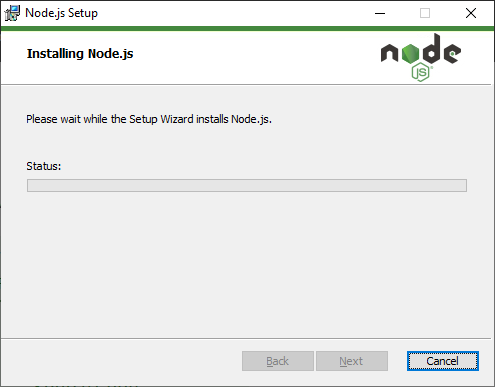 Node.js Setup
Installing Node.js
node
JS
Please wait while the Setup Wizard installs Node.js.
Status:
Back
Next
Cancel